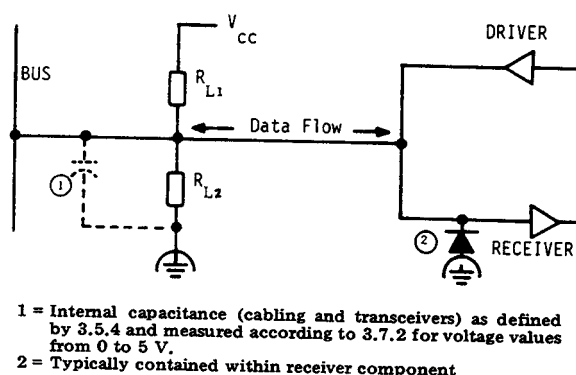 V
CC
DRIVER
BUS
R
L1
← Data Flow →
1
R
L2
2
RECEIVER
1 = Internal capacitance (cabling and transceivers) as defined
by 3.5.4 and measured according to 3.7.2 for voltage values
from 0 to 5 V.
2 = Typically contained within receiver component